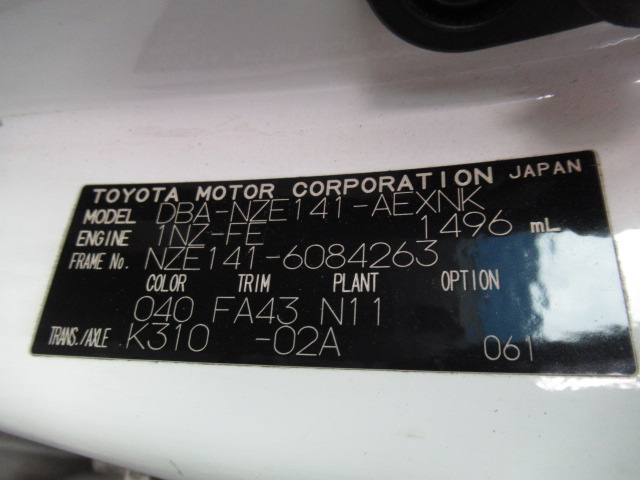 TOYOTA MOTOR CORPORATION JAPAN
MODEL DBA-NZE141-AEXNK
ENGINE 1NZ-FE 1496 mL
FRAME No. NZE141-6084263
COLOR TRIM PLANT OPTION
040 FA43 N11
TRANS./AXLE K310 -02A 061